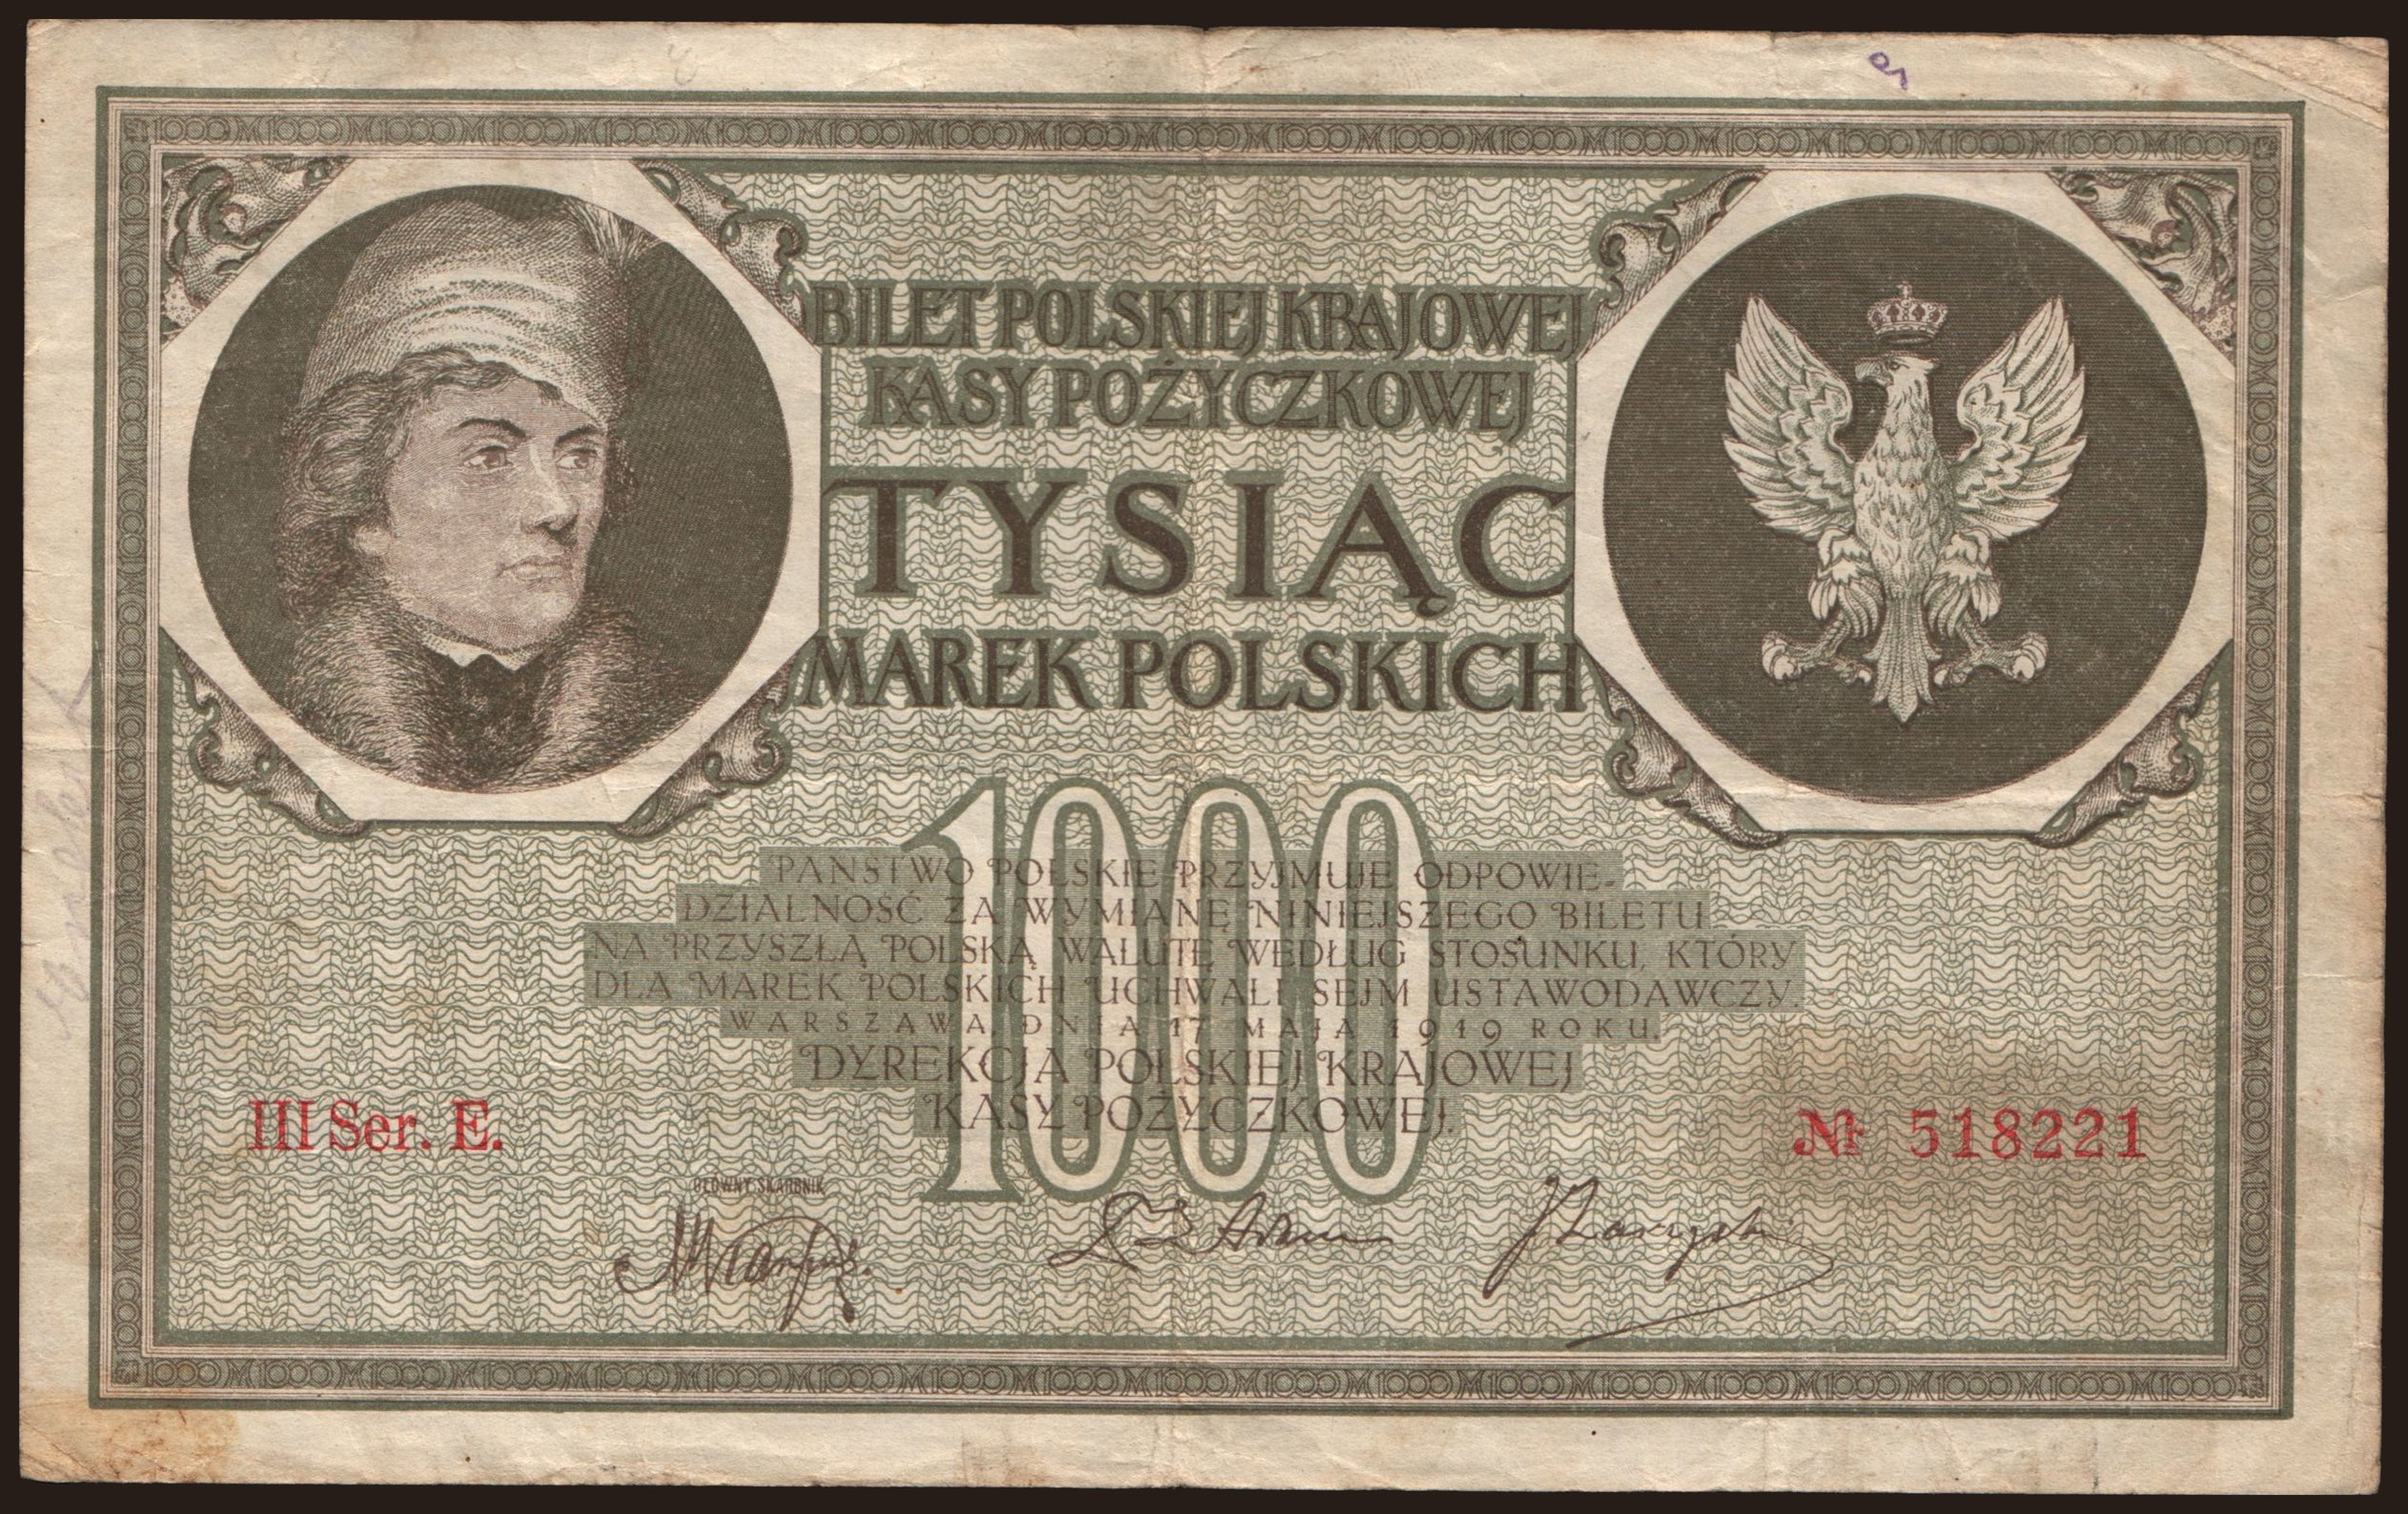 BILET POLSKIEJ KRAJOWEJ
KASY POŻYCZKOWEJ
TYSIĄC
MAREK POLSKICH
1000
PAŃSTWO POLSKIE PRZYJMUJE ODPOWIE-
DZIALNOŚĆ ZA WYMIANĘ NINIEJSZEGO BILETU
NA PRZYSZŁĄ POLSKĄ WALUTĘ WEDŁUG STOSUNKU, KTÓRY
DLA MAREK POLSKICH UCHWALI SEJM USTAWODAWCZY.
WARSZAWA, DNIA 17 MAJA 1919 ROKU.
DYREKCJA POLSKIEJ KRAJOWEJ
KASY POŻYCZKOWEJ.
III Ser. E.
№ 518221
GŁÓWNY SKARBNIK